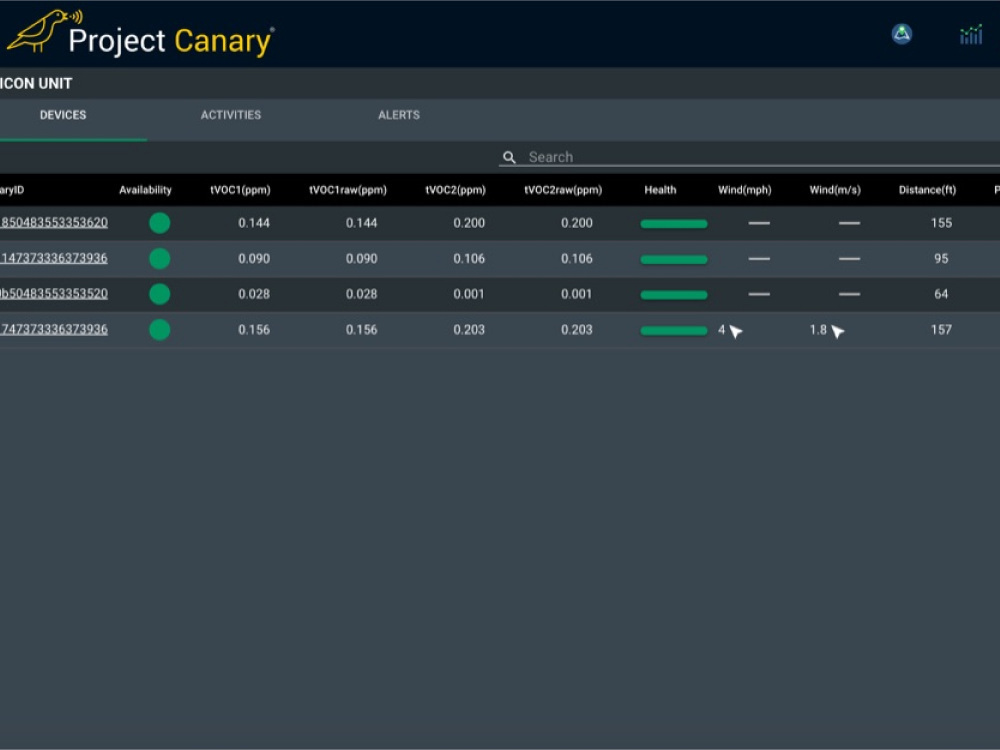 Project Canary®
ICON UNIT
DEVICES ACTIVITIES ALERTS
Search
aryID Availability tVOC1(ppm) tVOC1raw(ppm) tVOC2(ppm) tVOC2raw(ppm) Health Wind(mph) Wind(m/s) Distance(ft) P
850483553353620 0.144 0.144 0.200 0.200 — — 155
147373336373936 0.090 0.090 0.106 0.106 — — 95
b50483553353520 0.028 0.028 0.001 0.001 — — 64
747373336373936 0.156 0.156 0.203 0.203 4 1.8 157